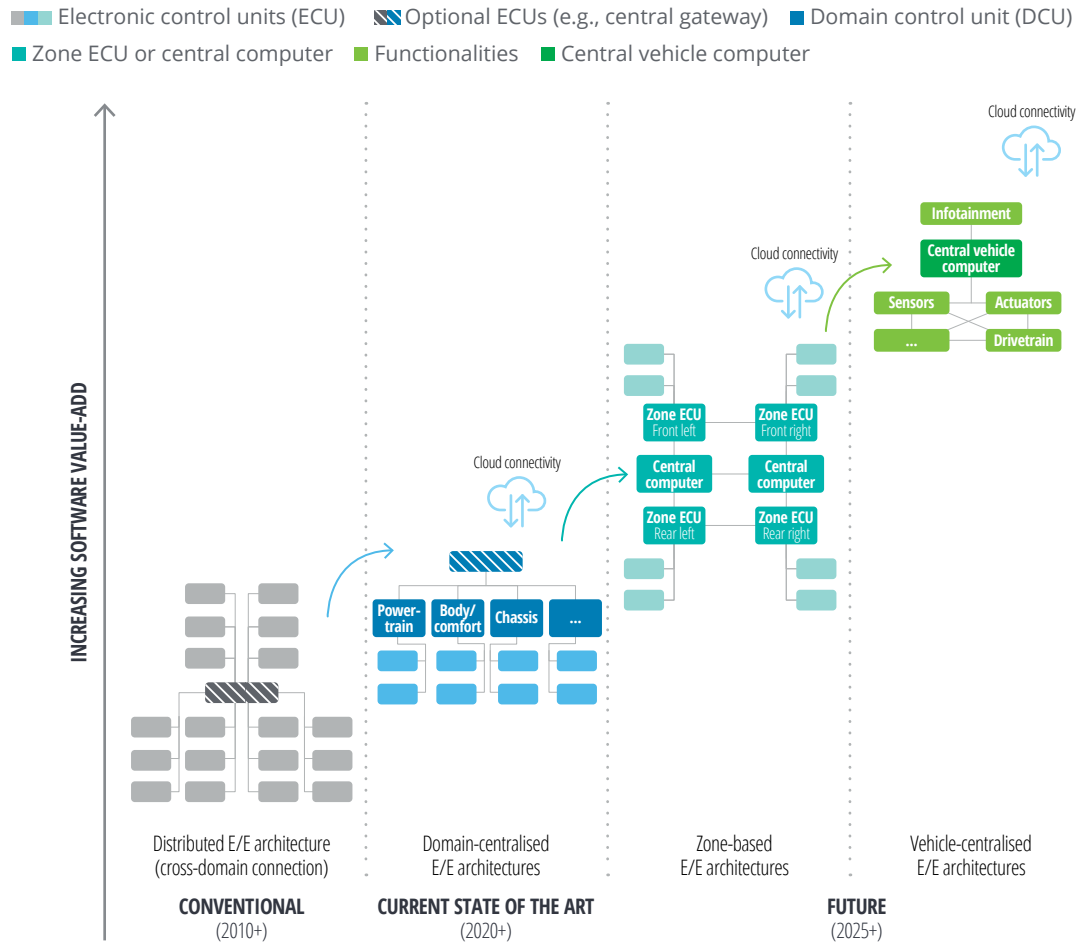 Electronic control units (ECU) Optional ECUs (e.g., central gateway) Domain control unit (DCU)
Zone ECU or central computer Functionalities Central vehicle computer
INCREASING SOFTWARE VALUE-ADD
Distributed E/E architecture
(cross-domain connection)
CONVENTIONAL
(2010+)
Cloud connectivity
Power-
train
Body/
comfort
Chassis
...
Domain-centralised
E/E architectures
CURRENT STATE OF THE ART
(2020+)
Cloud connectivity
Zone ECU
Front left
Zone ECU
Front right
Central
computer
Central
computer
Zone ECU
Rear left
Zone ECU
Rear right
Zone-based
E/E architectures
Cloud connectivity
Infotainment
Central vehicle
computer
Sensors
Actuators
...
Drivetrain
Vehicle-centralised
E/E architectures
FUTURE
(2025+)